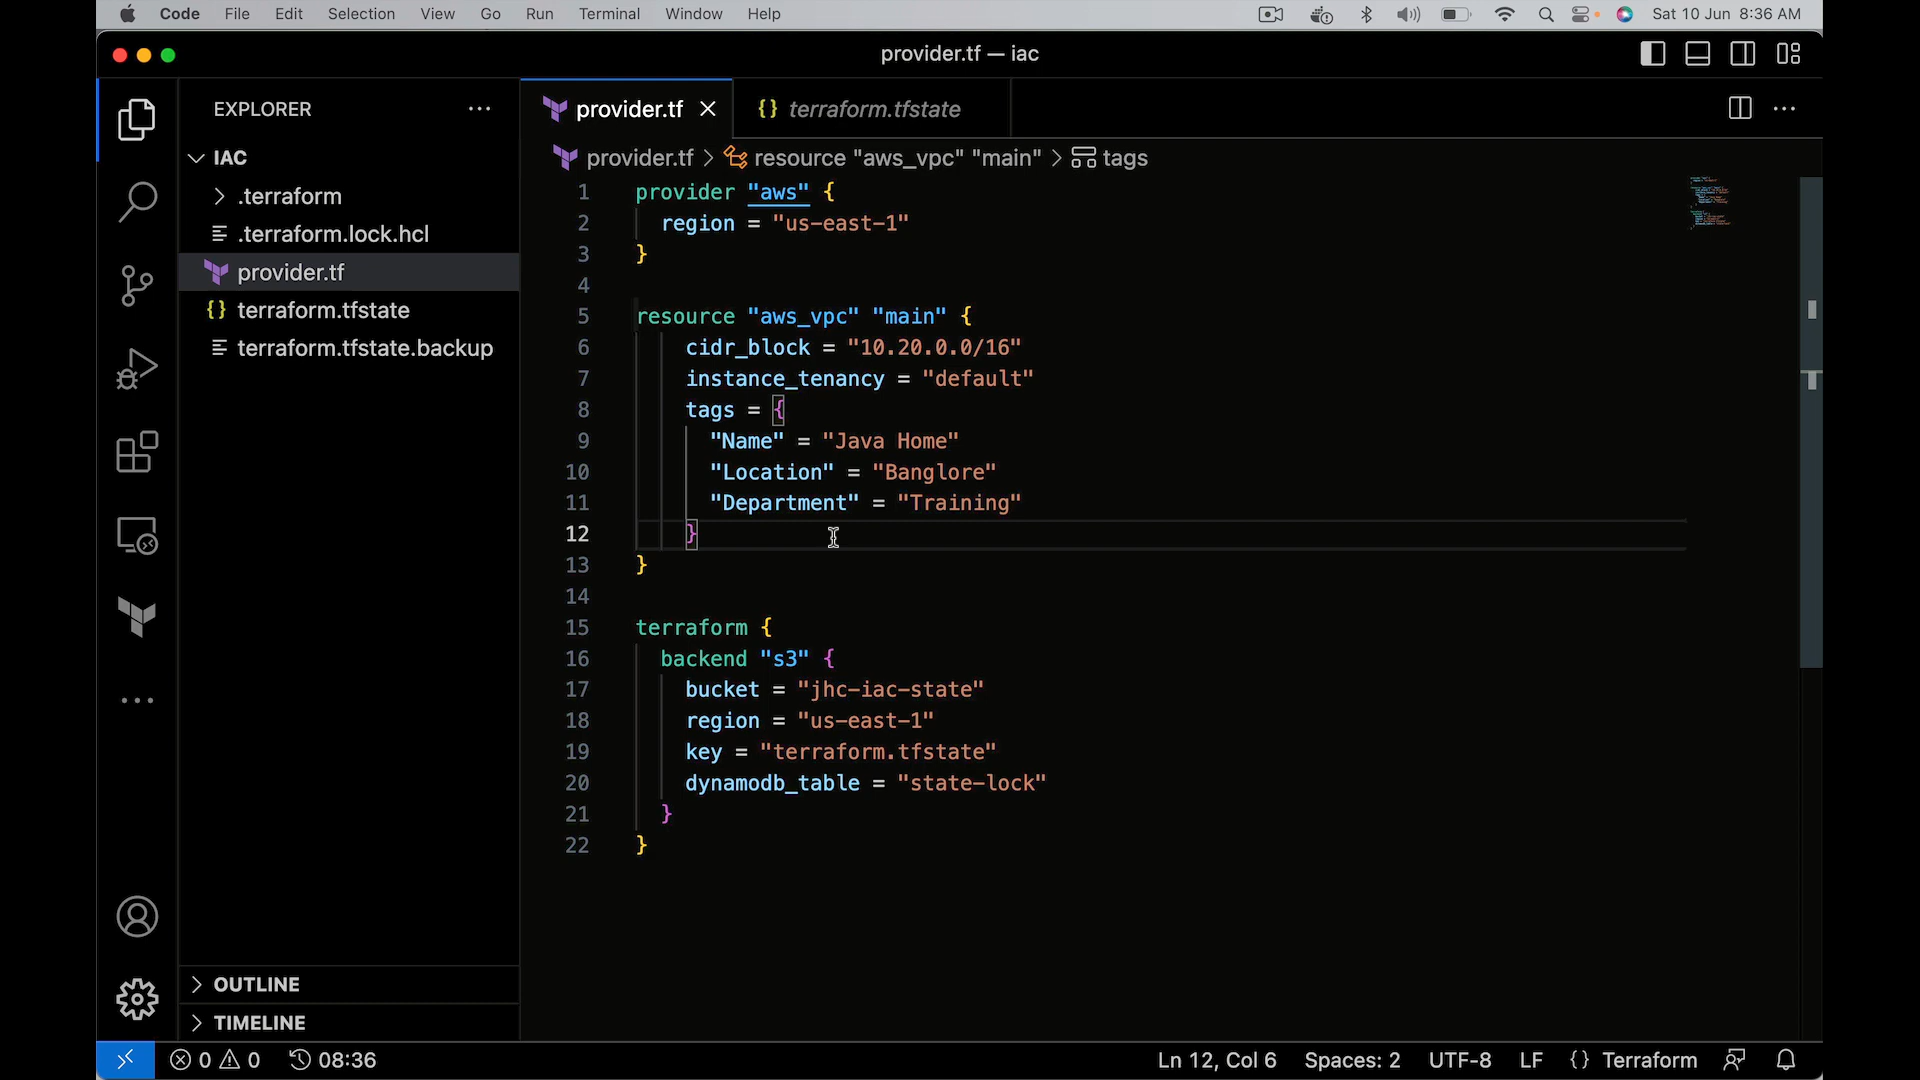 Code File Edit Selection View Go Run Terminal Window Help Sat 10 Jun 8:36 AM
provider.tf — iac
EXPLORER
provider.tf
terraform.tfstate
provider.tf > resource "aws_vpc" "main" > tags
IAC
.terraform
.terraform.lock.hcl
provider.tf
terraform.tfstate
terraform.tfstate.backup
1 provider "aws" {
2 region = "us-east-1"
3 }
4
5 resource "aws_vpc" "main" {
6 cidr_block = "10.20.0.0/16"
7 instance_tenancy = "default"
8 tags = {
9 "Name" = "Java Home"
10 "Location" = "Banglore"
11 "Department" = "Training"
12 }
13 }
14
15 terraform {
16 backend "s3" {
17 bucket = "jhc-iac-state"
18 region = "us-east-1"
19 key = "terraform.tfstate"
20 dynamodb_table = "state-lock"
21 }
22 }
OUTLINE
TIMELINE
0 0 08:36 Ln 12, Col 6 Spaces: 2 UTF-8 LF {} Terraform